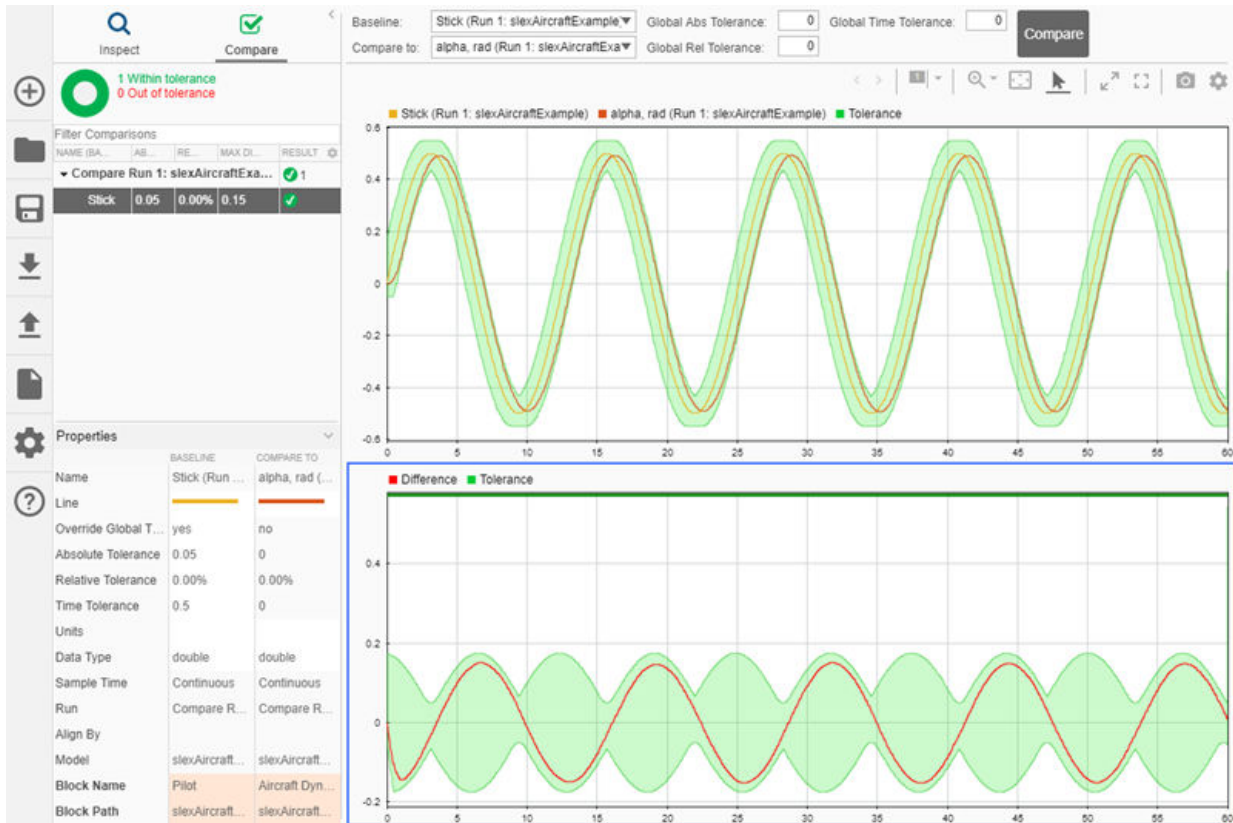 Inspect
Compare
1 Within tolerance
0 Out of tolerance
Filter Comparisons
NAME (BA... AB... RE... MAX DI... RESULT
Compare Run 1: slexAircraftExa... 1
Stick 0.05 0.00% 0.15
Properties
BASELINE COMPARE TO
Name Stick (Run ... alpha, rad (...
Line
Override Global T... yes no
Absolute Tolerance 0.05 0
Relative Tolerance 0.00% 0.00%
Time Tolerance 0.5 0
Units
Data Type double double
Sample Time Continuous Continuous
Run Compare R... Compare R...
Align By
Model slexAircraft... slexAircraft...
Block Name Pilot Aircraft Dyn...
Block Path slexAircraft... slexAircraft...
Baseline: Stick (Run 1: slexAircraftExample) Global Abs Tolerance: 0 Global Time Tolerance: 0
Compare to: alpha, rad (Run 1: slexAircraftExa Global Rel Tolerance: 0
Compare
1
Stick (Run 1: slexAircraftExample) alpha, rad (Run 1: slexAircraftExample) Tolerance
0.6
0.4
0.2
0
-0.2
-0.4
-0.6
0 5 10 15 20 25 30 35 40 45 50 55 60
Difference Tolerance
0.4
0.2
0
-0.2
0 5 10 15 20 25 30 35 40 45 50 55 60